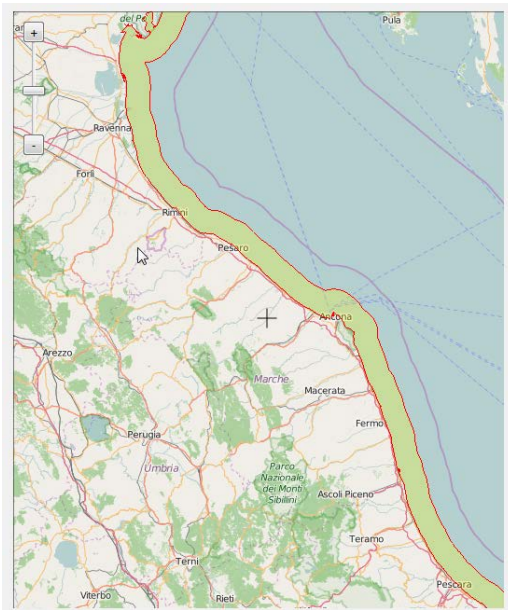 del Po
Pula
+
-
Ravenna
Forlì
Rimini
Pesaro
Ancona
Arezzo
Marche
Macerata
Perugia
Fermo
Umbria
Parco
Nazionale
dei Monti
Sibillini
Ascoli Piceno
Teramo
Terni
Pescara
Viterbo
Rieti